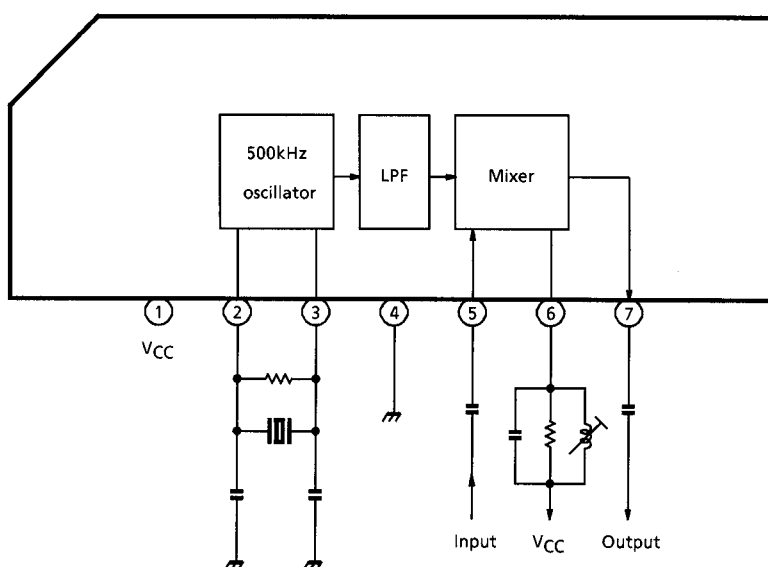 500kHz
oscillator
LPF
Mixer
1 2 3 4 5 6 7
VCC
Input VCC Output